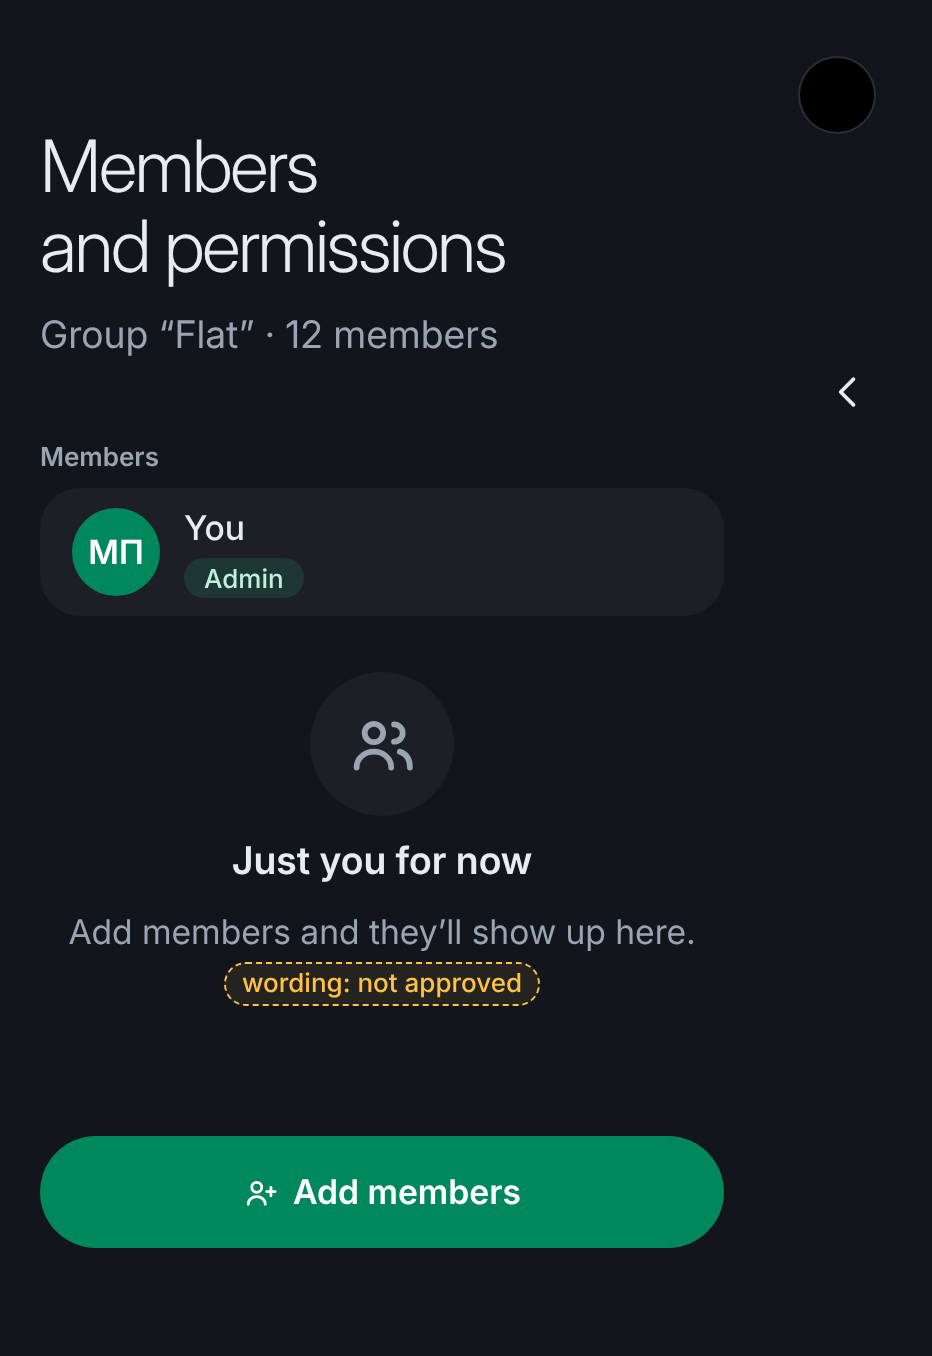 Members
and permissions
Group “Flat” · 12 members
Members
МП
You
Admin
Just you for now
Add members and they’ll show up here.
wording: not approved
Add members